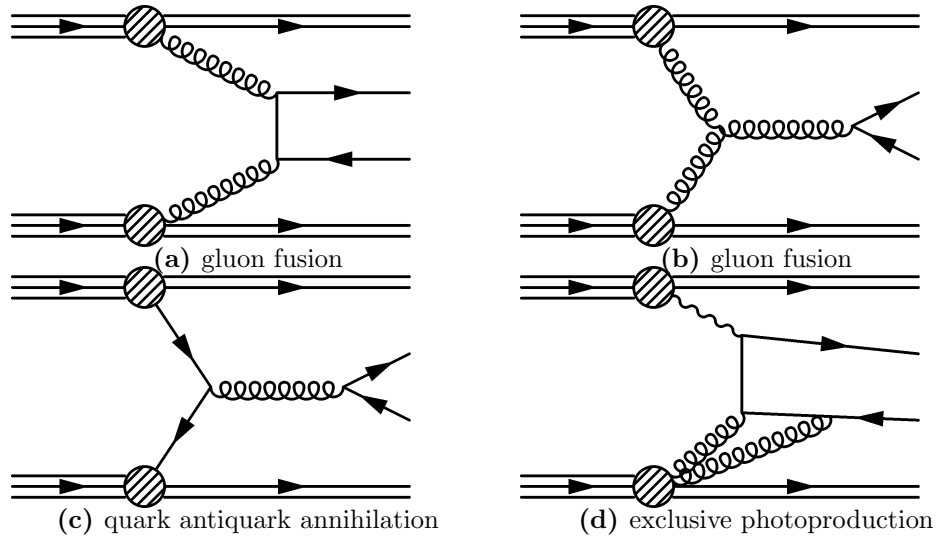 (a) gluon fusion
(b) gluon fusion
(c) quark antiquark annihilation
(d) exclusive photoproduction